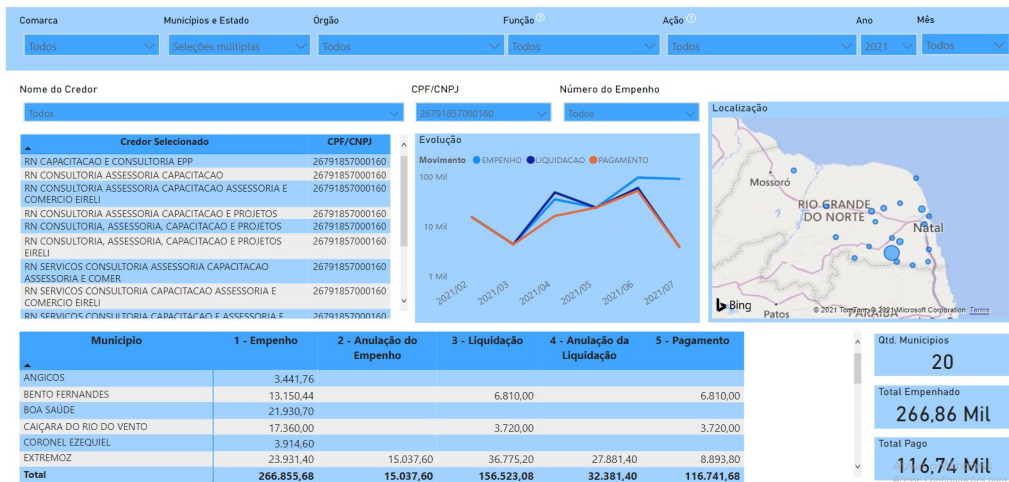 Comarca
Municípios e Estado
Órgão
Função
Ação
Ano
Mês
Todos
Seleções múltiplas
Todos
Todos
Todos
2021
Todos
Nome do Credor
CPF/CNPJ
Número do Empenho
Todos
26791857000160
Todos
Credor Selecionado CPF/CNPJ
RN CAPACITACAO E CONSULTORIA EPP 26791857000160
RN CONSULTORIA ASSESSORIA CAPACITACAO 26791857000160
RN CONSULTORIA ASSESSORIA CAPACITACAO ASSESSORIA E 26791857000160
COMERCIO EIRELI
RN CONSULTORIA ASSESSORIA CAPACITACAO E PROJETOS 26791857000160
RN CONSULTORIA, ASSESSORIA, CAPACITACAO E PROJETOS 26791857000160
RN CONSULTORIA, ASSESSORIA, CAPACITACAO E PROJETOS 26791857000160
EIRELI
RN SERVICOS CONSULTORIA ASSESSORIA CAPACITACAO 26791857000160
ASSESSORIA E COMER
RN SERVICOS CONSULTORIA CAPACITACAO ASSESSORIA E 26791857000160
COMERCIO EIRELI
RN SERVICOS CONSULTORIA CAPACITACAO E ASSESSORIA E 26791857000160
Evolução
Movimento EMPENHO LIQUIDACAO PAGAMENTO
100 Mil
10 Mil
1 Mil
2021/02
2021/03
2021/04
2021/05
2021/06
2021/07
Localização
Mossoró
RIO GRANDE
DO NORTE
Natal
Bing
Patos
PARAÍBA
© 2021 TomTom, © 2021 Microsoft Corporation Terms
Municipio 1 - Empenho 2 - Anulação do Empenho 3 - Liquidação 4 - Anulação da Liquidação 5 - Pagamento
ANGICOS 3.441,76
BENTO FERNANDES 13.150,44 6.810,00 6.810,00
BOA SAÚDE 21.930,70
CAIÇARA DO RIO DO VENTO 17.360,00 3.720,00 3.720,00
CORONEL EZEQUIEL 3.914,60
EXTREMOZ 23.931,40 15.037,60 36.775,20 27.881,40 8.893,80
Total 266.855,68 15.037,60 156.523,08 32.381,40 116.741,68
Qtd. Municipios
20
Total Empenhado
266,86 Mil
Total Pago
116,74 Mil